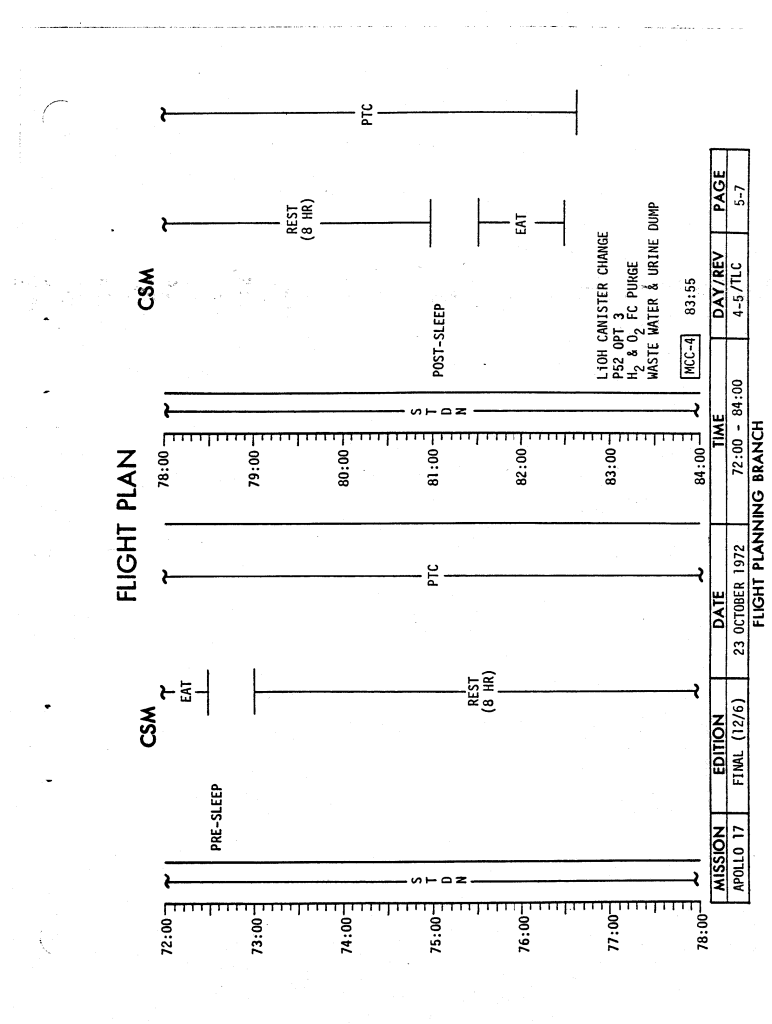 FLIGHT PLAN
CSM
CSM
72:00
73:00
74:00
75:00
76:00
77:00
78:00
STDN
PRE-SLEEP
EAT
REST
(8 HR)
PTC
78:00
79:00
80:00
81:00
82:00
83:00
84:00
STDN
POST-SLEEP
LiOH CANISTER CHANGE
P52 OPT 3
H2 & O2 FC PURGE
WASTE WATER & URINE DUMP
MCC-4 83:55
REST
(8 HR)
EAT
PTC
MISSION EDITION DATE TIME DAY/REV PAGE
APOLLO 17 FINAL (12/6) 23 OCTOBER 1972 72:00 - 84:00 4-5/TLC 5-7
FLIGHT PLANNING BRANCH